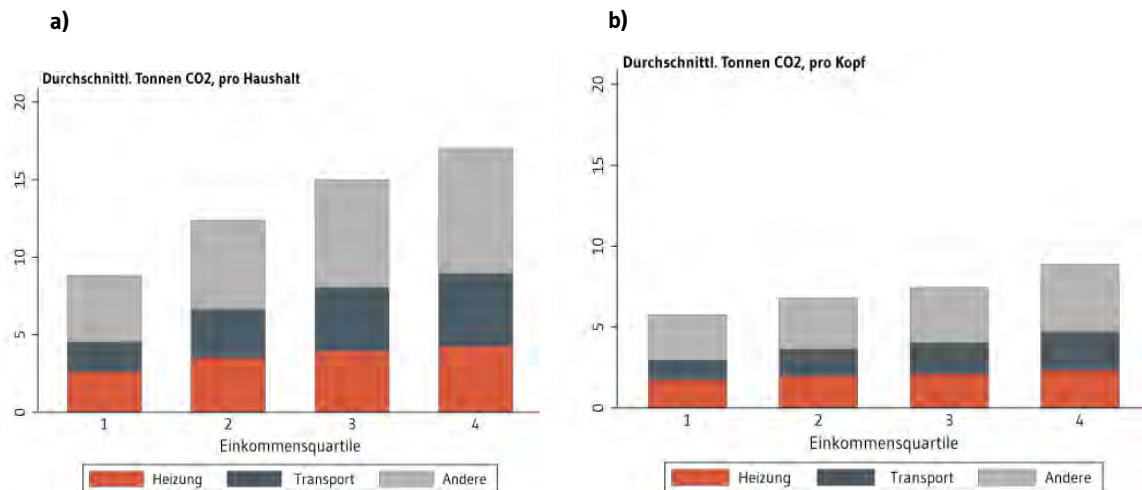 a)
Durchschnittl. Tonnen CO2, pro Haushalt
20
15
10
5
0
1 2 3 4
Einkommensquartile
Heizung Transport Andere
b)
Durchschnittl. Tonnen CO2, pro Kopf
20
15
10
5
0
1 2 3 4
Einkommensquartile
Heizung Transport Andere